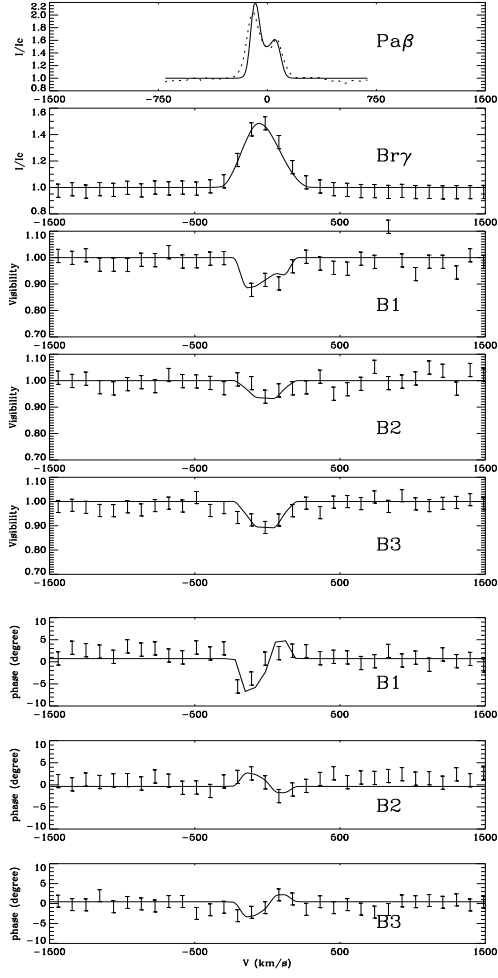 2.2
2.0
1.8
1.6
1.4
1.2
1.0
0.8
I/Ic
Paβ
-1500 -750 0 750 1500
1.6
1.4
1.2
1.0
0.8
I/Ic
Brγ
-1500 -500 500 1500
1.10
1.00
0.90
0.80
0.70
Visibility
B1
-1500 -500 500 1500
1.10
1.00
0.90
0.80
0.70
Visibility
B2
-1500 -500 500 1500
1.10
1.00
0.90
0.80
0.70
Visibility
B3
-1500 -500 500 1500
10
5
0
-5
-10
phase (degree)
B1
-1500 -500 500 1500
10
5
0
-5
-10
phase (degree)
B2
-1500 -500 500 1500
10
5
0
-5
-10
phase (degree)
B3
-1500 -500 500 1500
V (km/s)